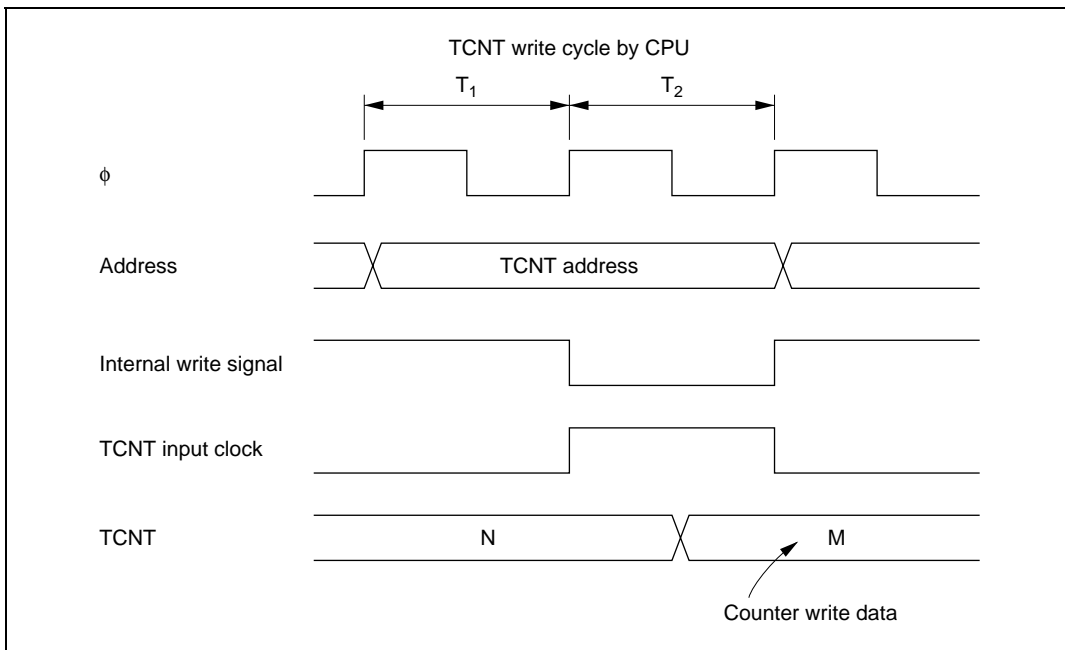 TCNT write cycle by CPU
T1 T2
ϕ
Address TCNT address
Internal write signal
TCNT input clock
TCNT N M
Counter write data